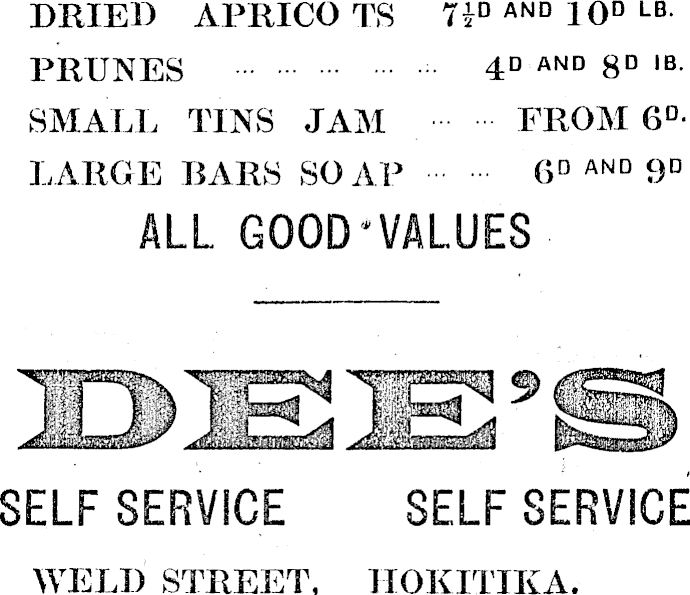 DRIED APRICOTS 7½D AND 10D LB.
PRUNES ... ... ... ... ... 4D AND 8D lB.
SMALL TINS JAM ... ... FROM 6D.
LARGE BARS SOAP ... ... 6D AND 9D
ALL GOOD VALUES
DEE'S
SELF SERVICE SELF SERVICE
WELD STREET, HOKITIKA.